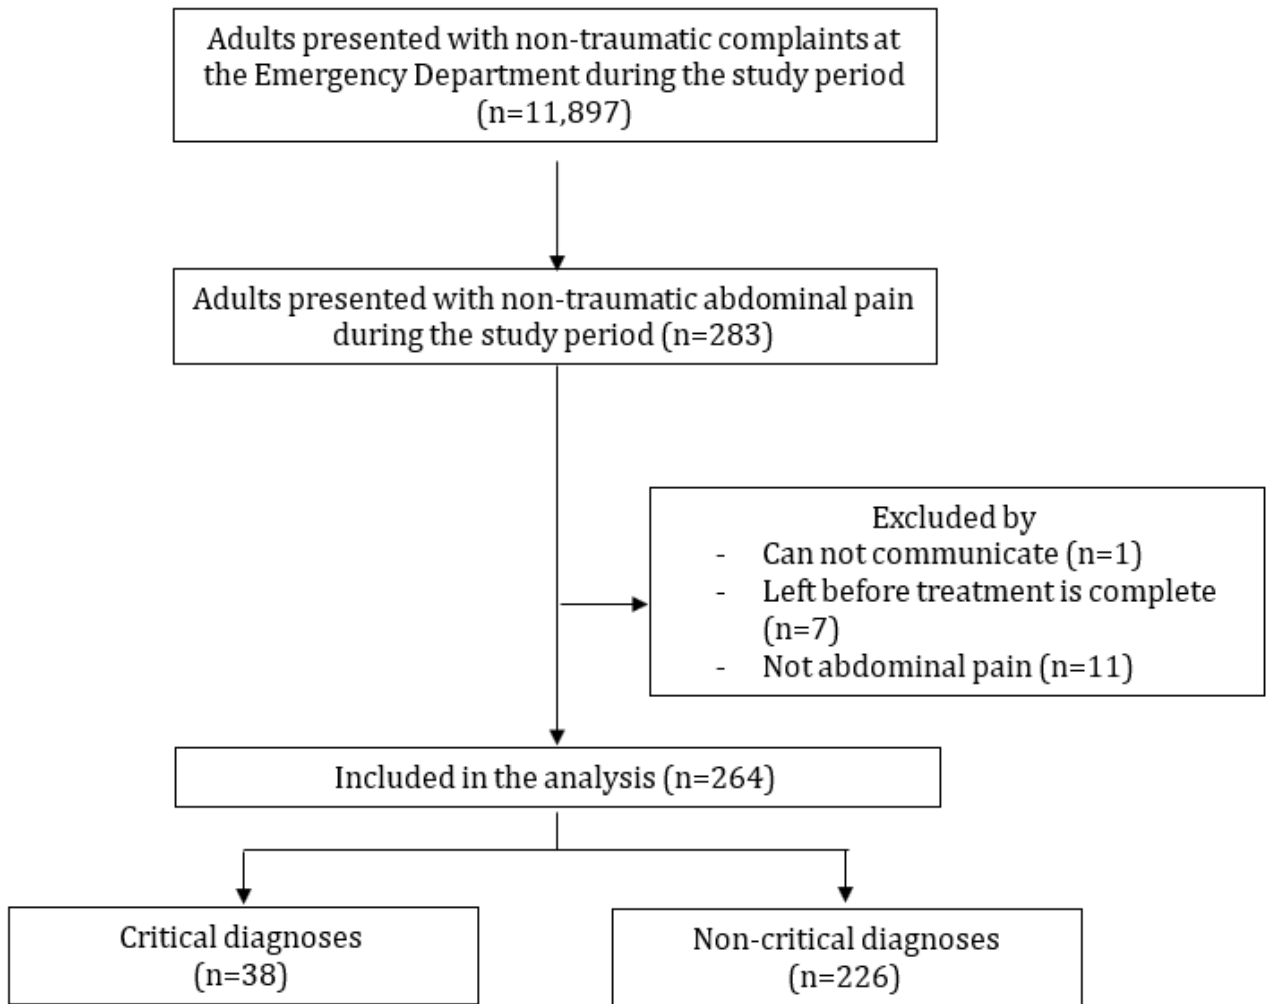 Adults presented with non-traumatic complaints at
the Emergency Department during the study period
(n=11,897)
Adults presented with non-traumatic abdominal pain
during the study period (n=283)
Excluded by
- Can not communicate (n=1)
- Left before treatment is complete
(n=7)
- Not abdominal pain (n=11)
Included in the analysis (n=264)
Critical diagnoses
(n=38)
Non-critical diagnoses
(n=226)